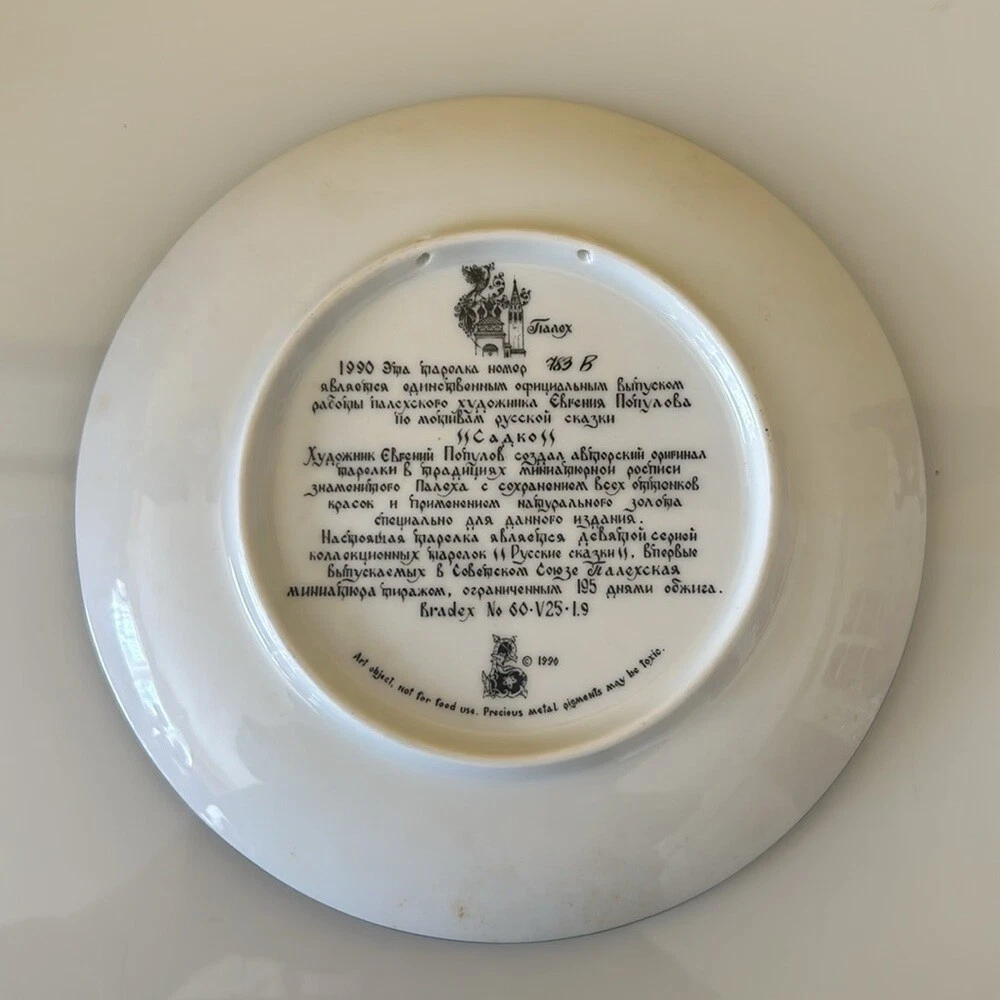 Палех
1990 Эта тарелка номер 783 В
является единственным официальным выпуском
работы палехского художника Евгения Популова
по мотивам русской сказки
"Садко"
Художник Евгений Популов создал авторский оригинал
тарелки в традициях миниатюрной росписи
знаменитого Палеха с сохранением всех оттенков
красок и применением натурального золота
специально для данного издания.
Настоящая тарелка является девятой серией
коллекционных тарелок "Русские сказки", впервые
выпускаемых в Советском Союзе Палехская
миниатюра тиражом, ограниченным 195 днями обжига.
Bradex No 60·V25·1.9
© 1990
Art object, not for food use. Precious metal pigments may be toxic.